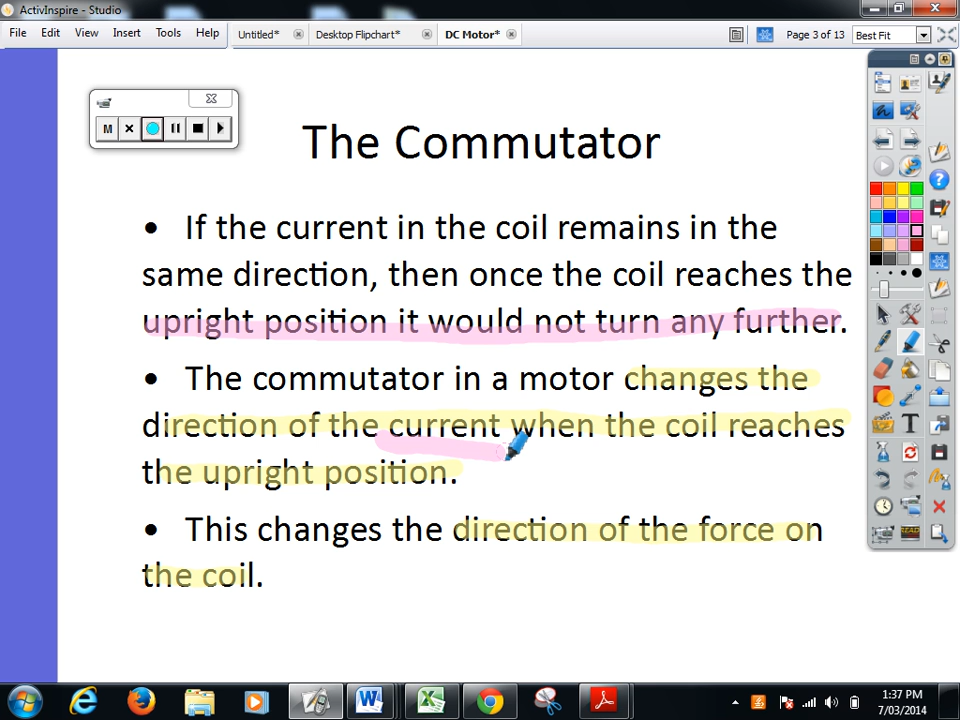 ActivInspire - Studio
File Edit View Insert Tools Help Untitled* Desktop Flipchart* DC Motor* Page 3 of 13 Best Fit
M
The Commutator
• If the current in the coil remains in the
same direction, then once the coil reaches the
upright position it would not turn any further.
• The commutator in a motor changes the
direction of the current when the coil reaches
the upright position.
• This changes the direction of the force on
the coil.
1:37 PM
7/03/2014